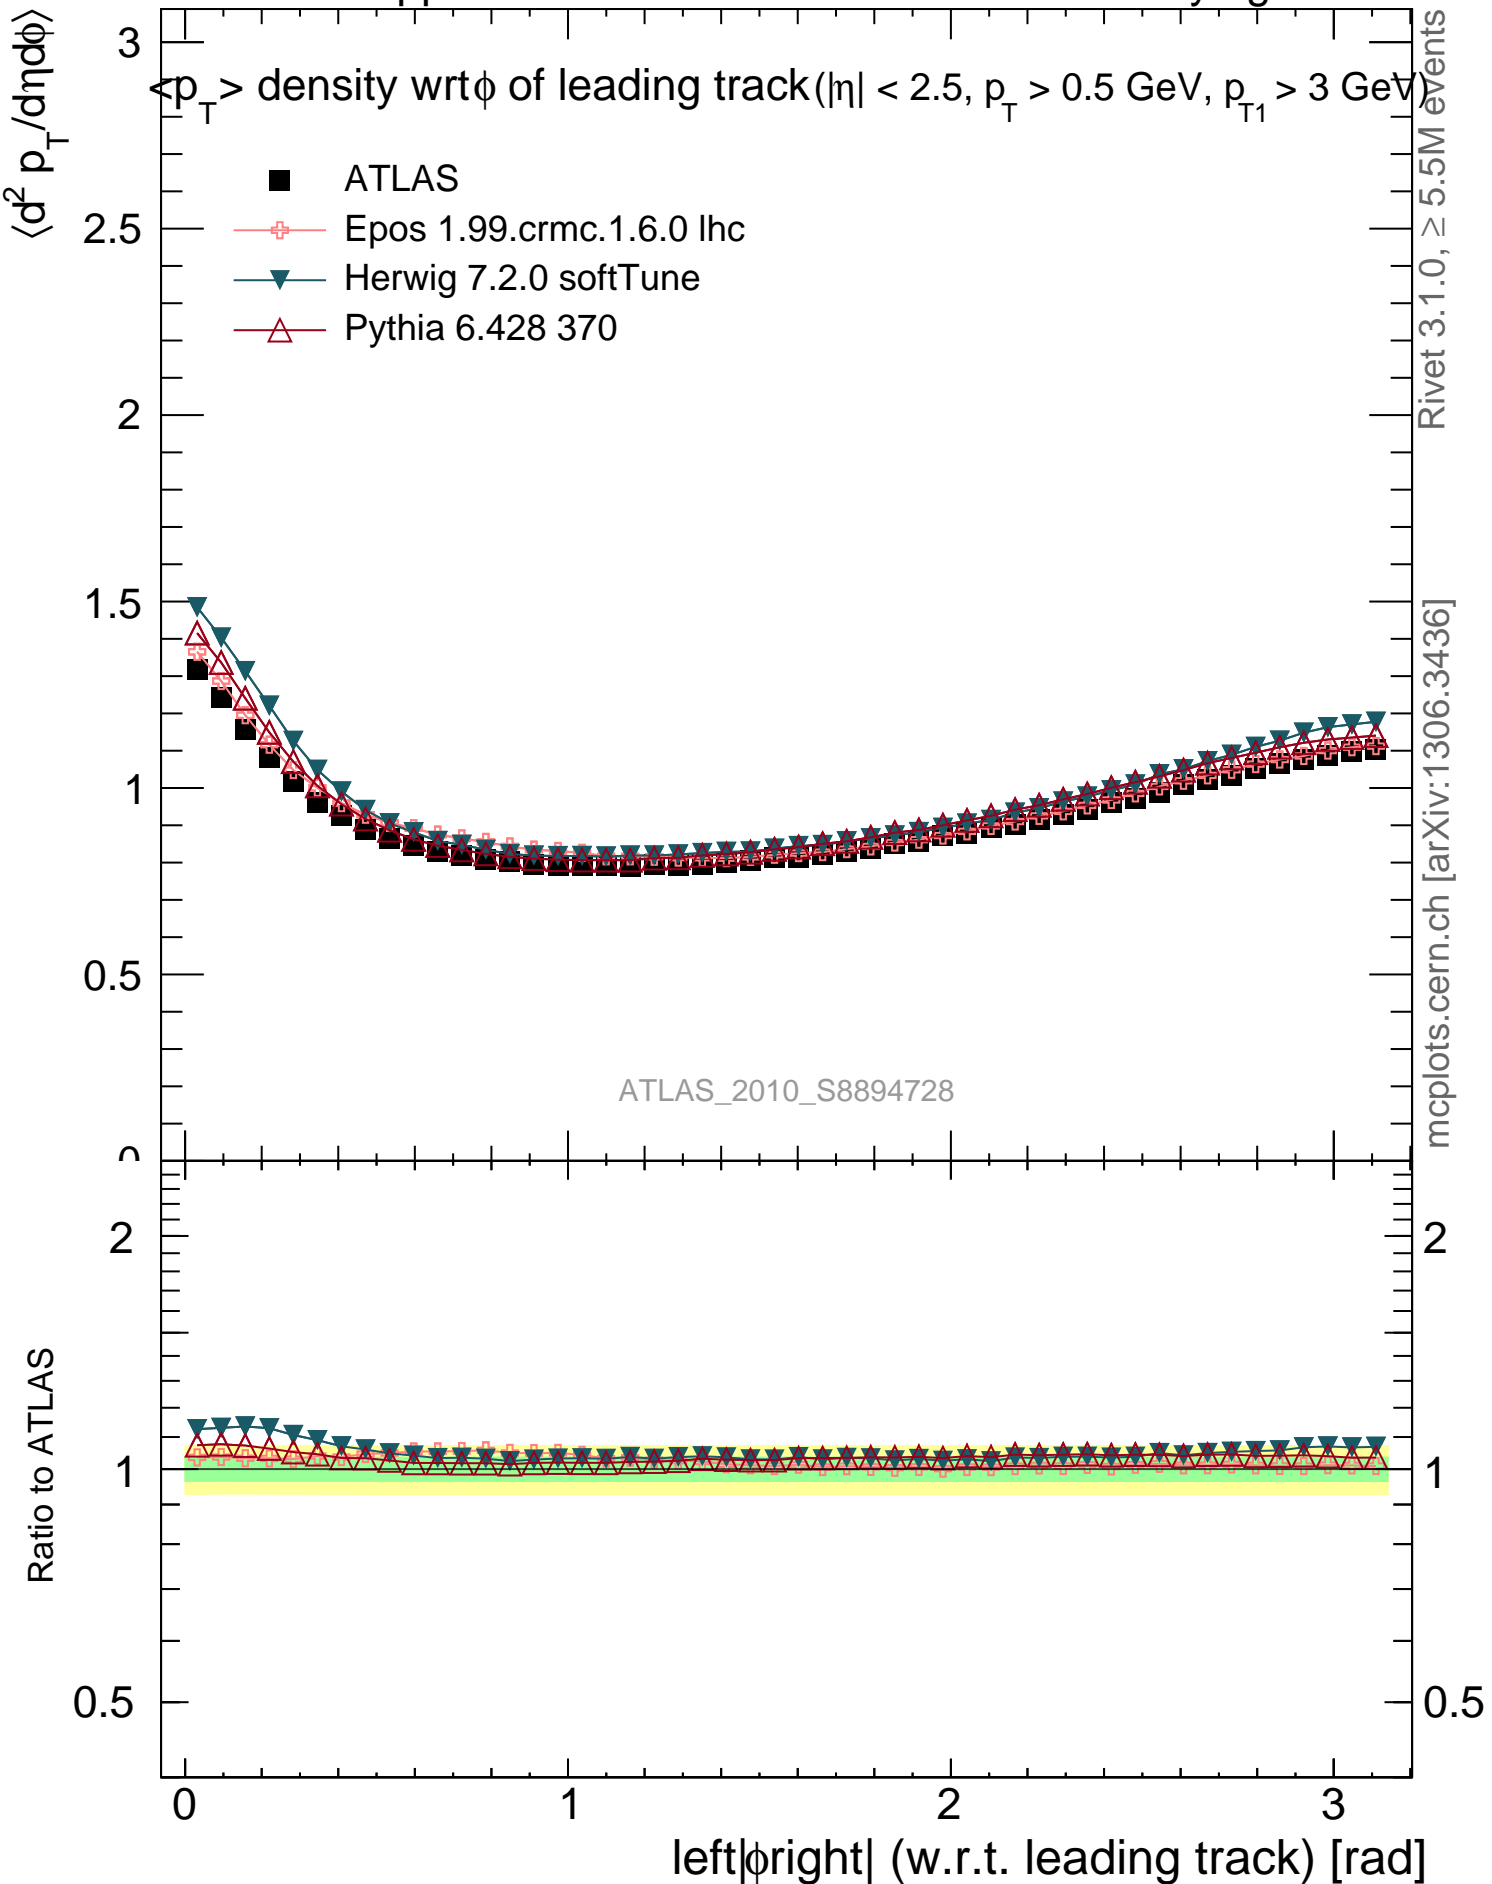 ⟨d² p_T/dηdϕ⟩
<p_T> density wrtϕ of leading track(|η| < 2.5, p_T > 0.5 GeV, p_T1 > 3 GeV)
ATLAS
Epos 1.99.crmc.1.6.0 lhc
Herwig 7.2.0 softTune
Pythia 6.428 370
3
2.5
2
1.5
1
0.5
0
ATLAS_2010_S8894728
Rivet 3.1.0, ≥ 5.5M events
mcplots.cern.ch [arXiv:1306.3436]
Ratio to ATLAS
2
1
0.5
2
1
0.5
0
1
2
3
left|ϕright| (w.r.t. leading track) [rad]